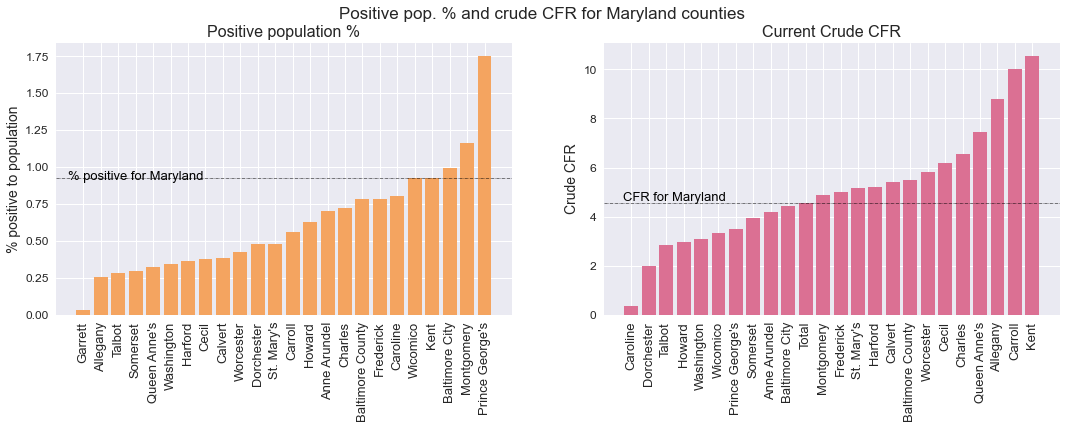 Positive pop. % and crude CFR for Maryland counties
Positive population %
% positive to population
1.75
1.50
1.25
1.00
0.75
0.50
0.25
0.00
% positive for Maryland
Garrett
Allegany
Talbot
Somerset
Queen Anne's
Washington
Harford
Cecil
Calvert
Worcester
Dorchester
St. Mary's
Carroll
Howard
Anne Arundel
Charles
Baltimore County
Frederick
Caroline
Wicomico
Kent
Baltimore City
Montgomery
Prince George's
Current Crude CFR
Crude CFR
10
8
6
4
2
0
CFR for Maryland
Caroline
Dorchester
Talbot
Howard
Washington
Wicomico
Prince George's
Somerset
Anne Arundel
Baltimore City
Total
Montgomery
Frederick
St. Mary's
Harford
Calvert
Baltimore County
Worcester
Cecil
Charles
Queen Anne's
Allegany
Carroll
Kent